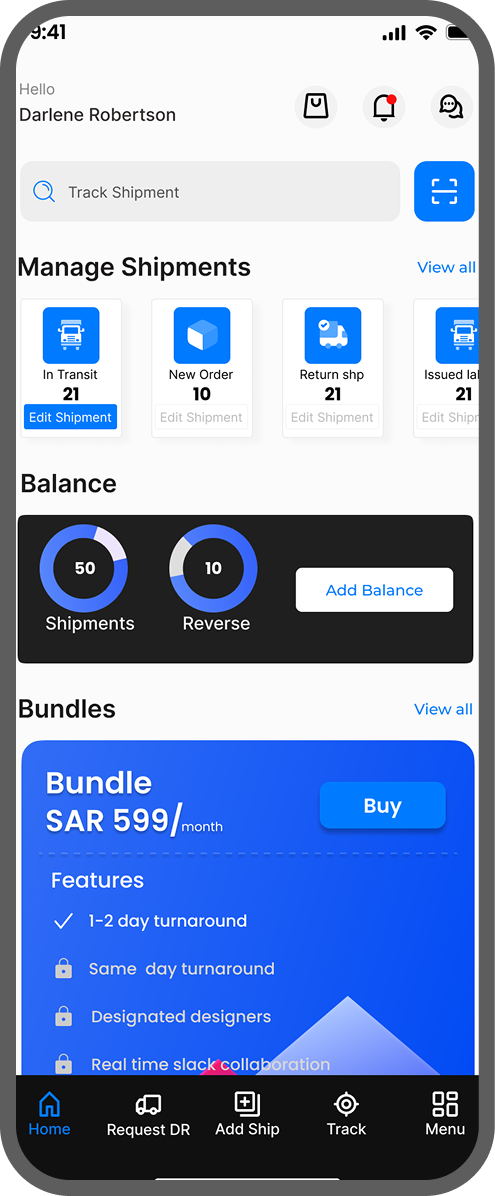 9:41
Hello
Darlene Robertson
Track Shipment
Manage Shipments View all
In Transit New Order Return shp Issued
21 10 21 21
Edit Shipment Edit Shipment Edit Shipment Edit
Balance
50 10
Add Balance
Shipments Reverse
Bundles View all
Bundle
SAR 599/month
Buy
Features
1-2 day turnaround
Same day turnaround
Designated designers
Real time slack collaboration
Home Request DR Add Ship Track Menu